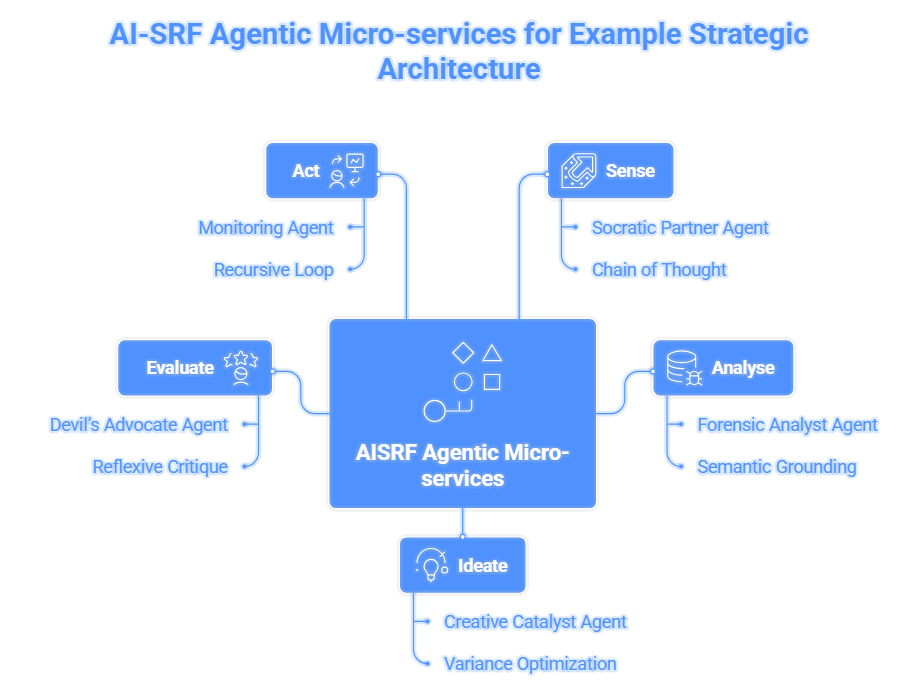 AI-SRF Agentic Micro-services for Example Strategic
Architecture
Act
Monitoring Agent
Recursive Loop
Sense
Socratic Partner Agent
Chain of Thought
Evaluate
Devil’s Advocate Agent
Reflexive Critique
AISRF Agentic Micro-
services
Analyse
Forensic Analyst Agent
Semantic Grounding
Ideate
Creative Catalyst Agent
Variance Optimization